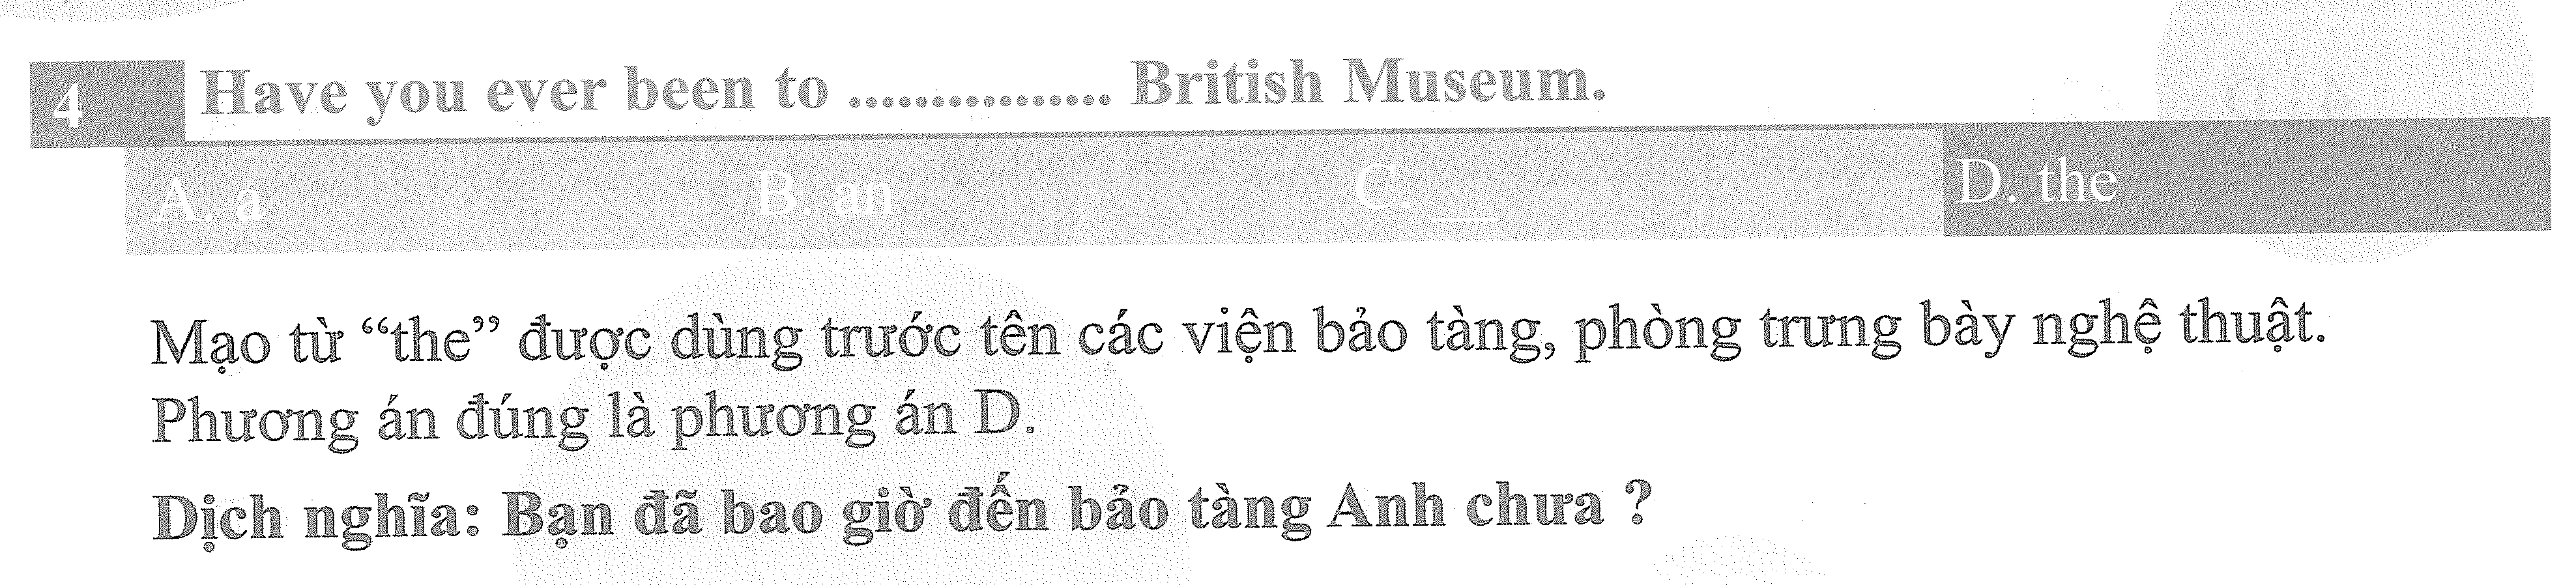 4 Have you ever been to ................ British Museum.
A. a B. an C. __ D. the
Mạo từ “the” được dùng trước tên các viện bảo tàng, phòng trưng bày nghệ thuật.
Phương án đúng là phương án D.
Dịch nghĩa: Bạn đã bao giờ đến bảo tàng Anh chưa ?